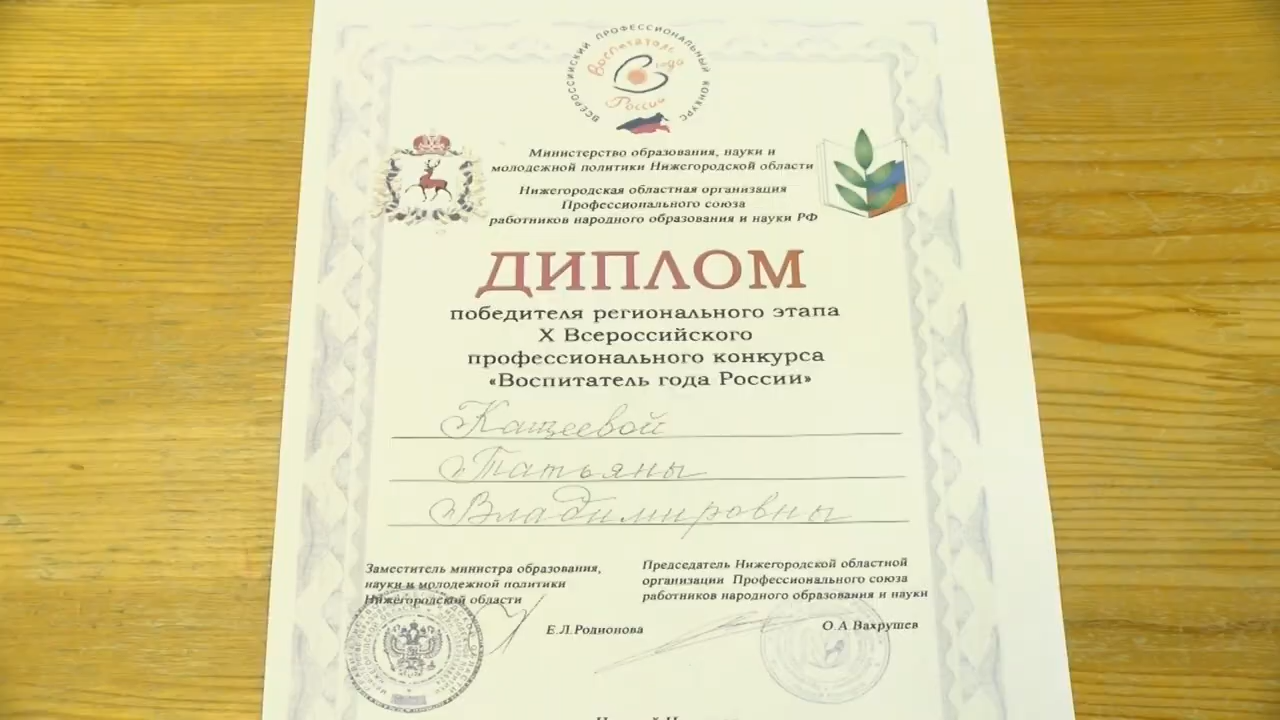 ВСЕРОССИЙСКИЙ ПРОФЕССИОНАЛЬНЫЙ КОНКУРС
Воспитатель
года
России
Министерство образования, науки и
молодежной политики Нижегородской области
Нижегородская областная организация
Профессионального союза
работников народного образования и науки РФ
ДИПЛОМ
победителя регионального этапа
X Всероссийского
профессионального конкурса
«Воспитатель года России»
Кащеевой
Татьяны
Владимировны
Заместитель министра образования,
науки и молодежной политики
Нижегородской области
Е.Л.Родионова
Председатель Нижегородской областной
организации Профессионального союза
работников народного образования и науки
О.А.Вахрушев